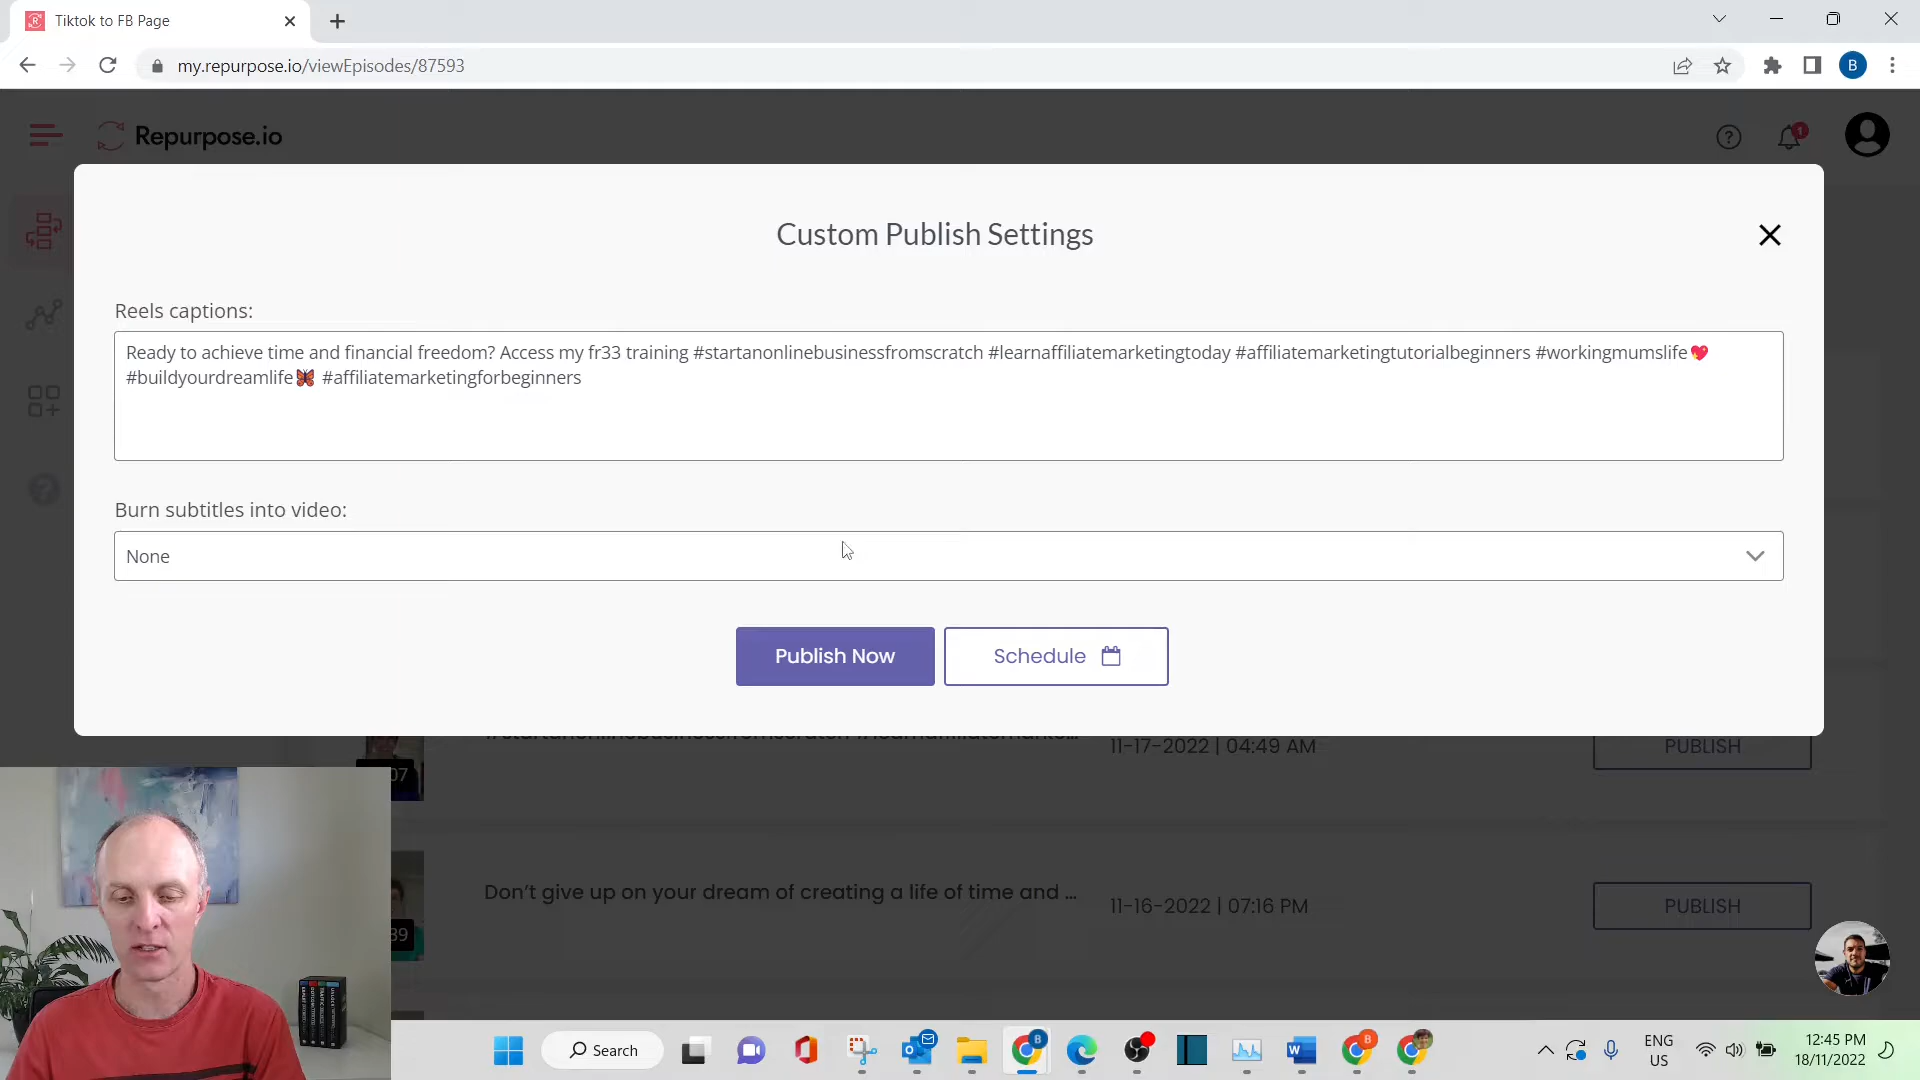 Tiktok to FB Page
my.repurpose.io/viewEpisodes/87593
B
Repurpose.io
1
Custom Publish Settings
Reels captions:
Ready to achieve time and financial freedom? Access my fr33 training #startanonlinebusinessfromscratch #learnaffiliatemarketingtoday #affiliatemarketingtutorialbeginners #workingmumslife💖
#buildyourdreamlife🦋 #affiliatemarketingforbeginners
Burn subtitles into video:
None
Publish Now
Schedule
11-17-2022 | 04:49 AM
PUBLISH
07
Don't give up on your dream of creating a life of time and ...
11-16-2022 | 07:16 PM
PUBLISH
39
Search
ENG
US
12:45 PM
18/11/2022